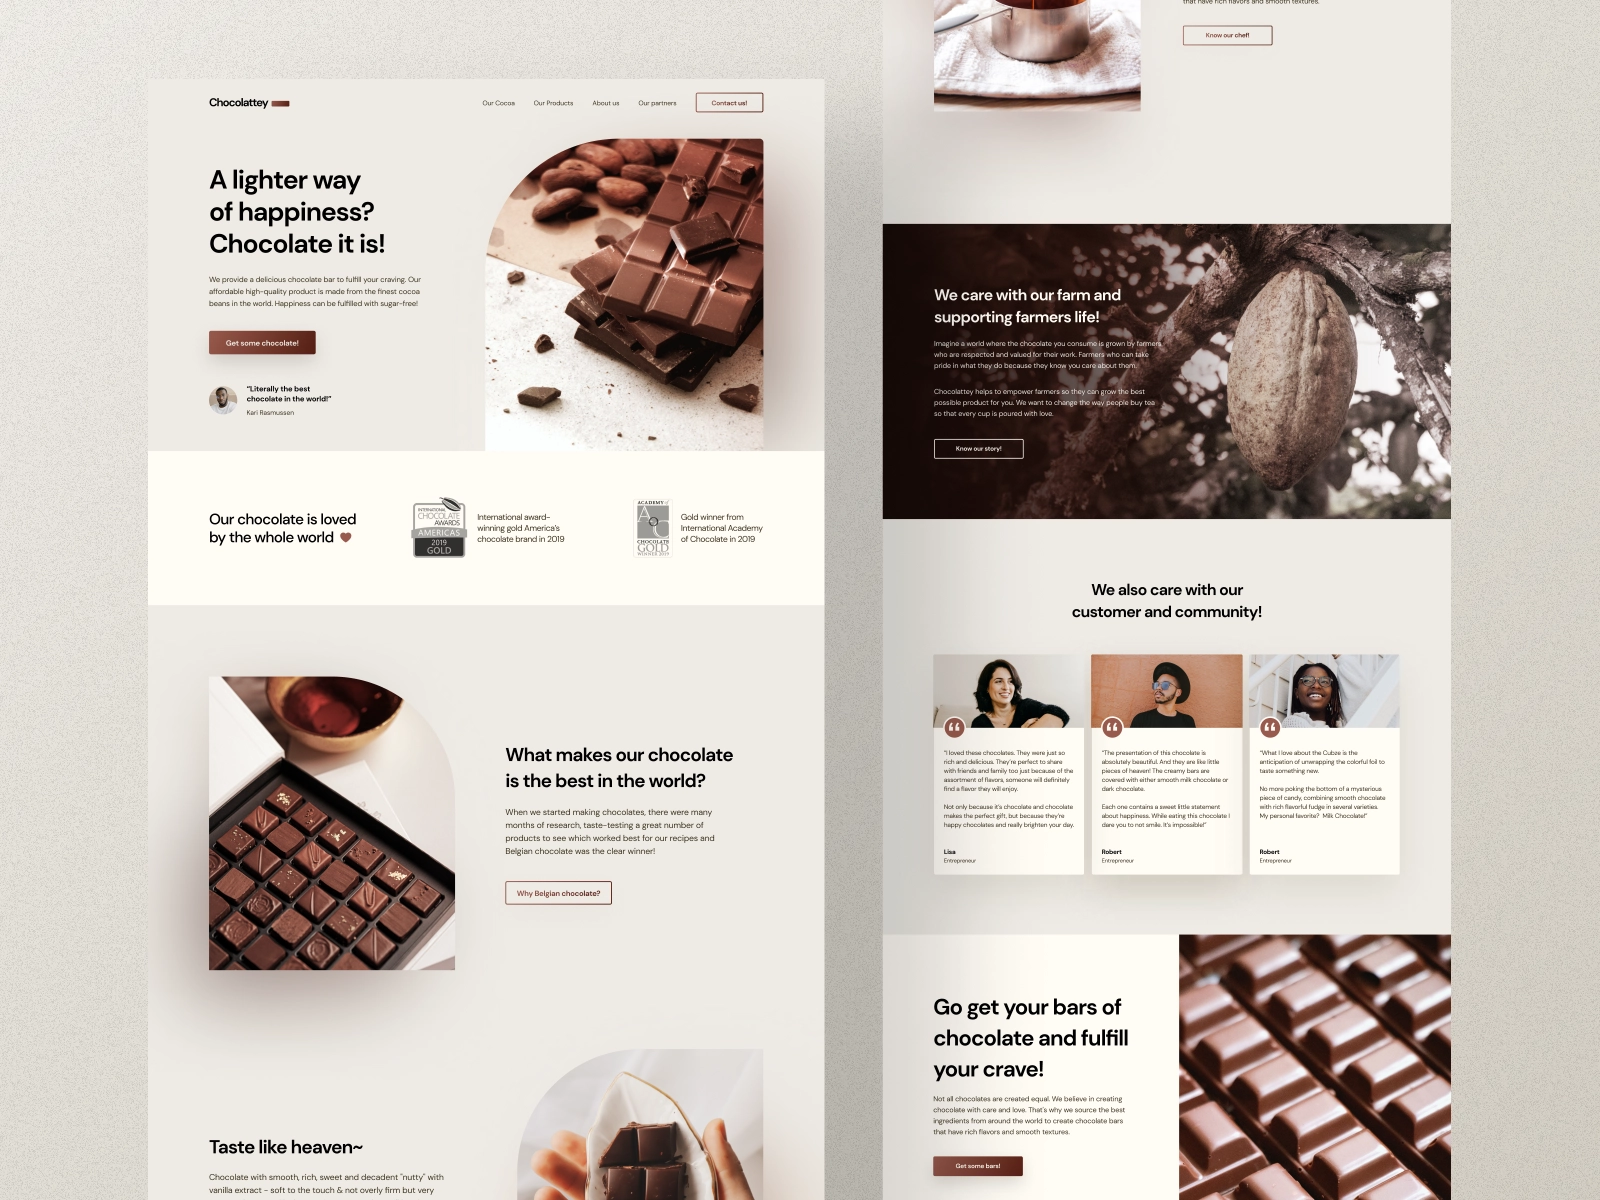 Chocolattey
Our Cocoa
Our Products
About us
Our partners
Contact us!
A lighter way
of happiness?
Chocolate it is!
We provide a delicious chocolate bar to fulfill your craving. Our
affordable high-quality product is made from the finest cocoa
beans in the world. Happiness can be fulfilled with sugar-free!
Get some chocolate!
“Literally the best
chocolate in the world!”
Kari Rasmussen
Our chocolate is loved
by the whole world
INTERNATIONAL
CHOCOLATE
AWARDS
AMERICAS
2019
GOLD
International award-
winning gold America's
chocolate brand in 2019
ACADEMY of
A
C
CHOCOLATE
GOLD
WINNER 2019
Gold winner from
International Academy
of Chocolate in 2019
What makes our chocolate
is the best in the world?
When we started making chocolates, there were many
months of research, taste-testing a great number of
products to see which worked best for our recipes and
Belgian chocolate was the clear winner!
Why Belgian chocolate?
Taste like heaven~
Chocolate with smooth, rich, sweet and decadent "nutty" with
vanilla extract - soft to the touch & not overly firm but very
that have rich flavors and smooth textures.
Know our chef!
We care with our farm and
supporting farmers life!
Imagine a world where the chocolate you consume is grown by farmers
who are respected and valued for their work. Farmers who can take
pride in what they do because they know you care about them.
Chocolattey helps to empower farmers so they can grow the best
possible product for you. We want to change the way people buy tea
so that every cup is poured with love.
Know our story!
We also care with our
customer and community!
“I loved these chocolates. They were just so
rich and delicious. They're perfect to share
with friends and family too just because of the
assortment of flavors, someone will definitely
find a flavor they will enjoy.
Not only because it's chocolate and chocolate
makes the perfect gift, but because they're
happy chocolates and really brighten your day.
Lisa
Entrepreneur
“The presentation of this chocolate is
absolutely beautiful. And they are like little
pieces of heaven! The creamy bars are
covered with either smooth milk chocolate or
dark chocolate.
Each one contains a sweet little statement
about happiness. While eating this chocolate I
dare you to not smile. It's impossible!”
Robert
Entrepreneur
“What I love about the Cubze is the
anticipation of unwrapping the colorful foil to
taste something new.
No more poking the bottom of a mysterious
piece of candy, combining smooth chocolate
with rich flavorful fudge in several varieties.
My personal favorite? Milk Chocolate!”
Robert
Entrepreneur
Go get your bars of
chocolate and fulfill
your crave!
Not all chocolates are created equal. We believe in creating
chocolate with care and love. That's why we source the best
ingredients from around the world to create chocolate bars
that have rich flavors and smooth textures.
Get some bars!